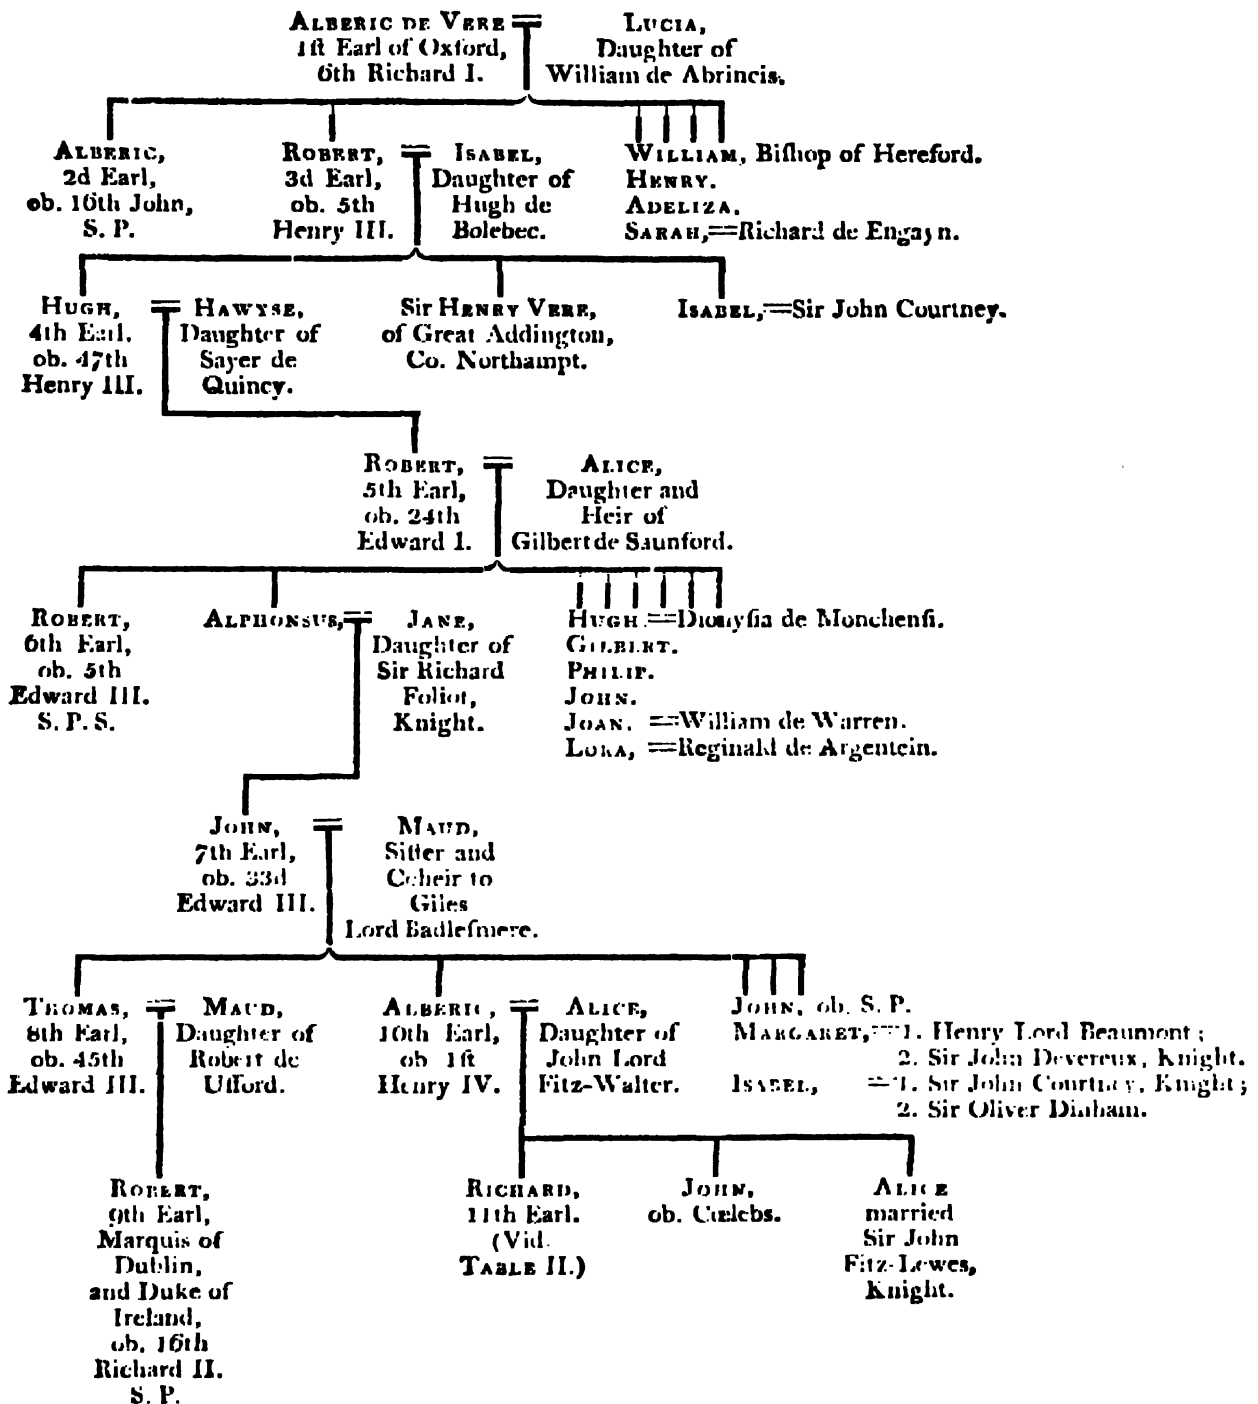 ALBERIC DE VERE
1ſt Earl of Oxford,
6th Richard I.
LUCIA,
Daughter of
William de Abrincis.
ALBERIC,
2d Earl,
ob. 16th John,
S. P.
ROBERT,
3d Earl,
ob. 5th
Henry III.
ISABEL,
Daughter of
Hugh de
Bolebec.
WILLIAM, Biſhop of Hereford.
HENRY.
ADELIZA.
SARAH,==Richard de Engayn.
HUGH,
4th Earl.
ob. 47th
Henry III.
HAWYSE,
Daughter of
Sayer de
Quincy.
Sir HENRY VERE,
of Great Addington,
Co. Northampt.
ISABEL,==Sir John Courtney.
ROBERT,
5th Earl,
ob. 24th
Edward I.
ALICE,
Daughter and
Heir of
Gilbert de Saunford.
ROBERT,
6th Earl,
ob. 5th
Edward III.
S. P. S.
ALPHONSUS,
JANE,
Daughter of
Sir Richard
Foliot,
Knight.
HUGH.==Dionyſia de Monchenſi.
GILBERT.
PHILIP.
JOHN.
JOAN. ==William de Warren.
LORA, ==Reginald de Argentein.
JOHN,
7th Earl,
ob. 33d
Edward III.
MAUD,
Siſter and
Coheir to
Giles
Lord Badleſmere.
THOMAS,
8th Earl,
ob. 45th
Edward III.
MAUD,
Daughter of
Robert de
Ufford.
ALBERIC,
10th Earl,
ob 1ſt
Henry IV.
ALICE,
Daughter of
John Lord
Fitz-Walter.
JOHN, ob. S. P.
MARGARET,==1. Henry Lord Beaumont;
2. Sir John Devereux, Knight.
ISABEL, ==1. Sir John Courtney, Knight;
2. Sir Oliver Dinham.
ROBERT,
9th Earl,
Marquis of
Dublin,
and Duke of
Ireland,
ob. 16th
Richard II.
S. P.
RICHARD,
11th Earl.
(Vid.
TABLE II.)
JOHN,
ob. Cœlebs.
ALICE
married
Sir John
Fitz-Lewes,
Knight.